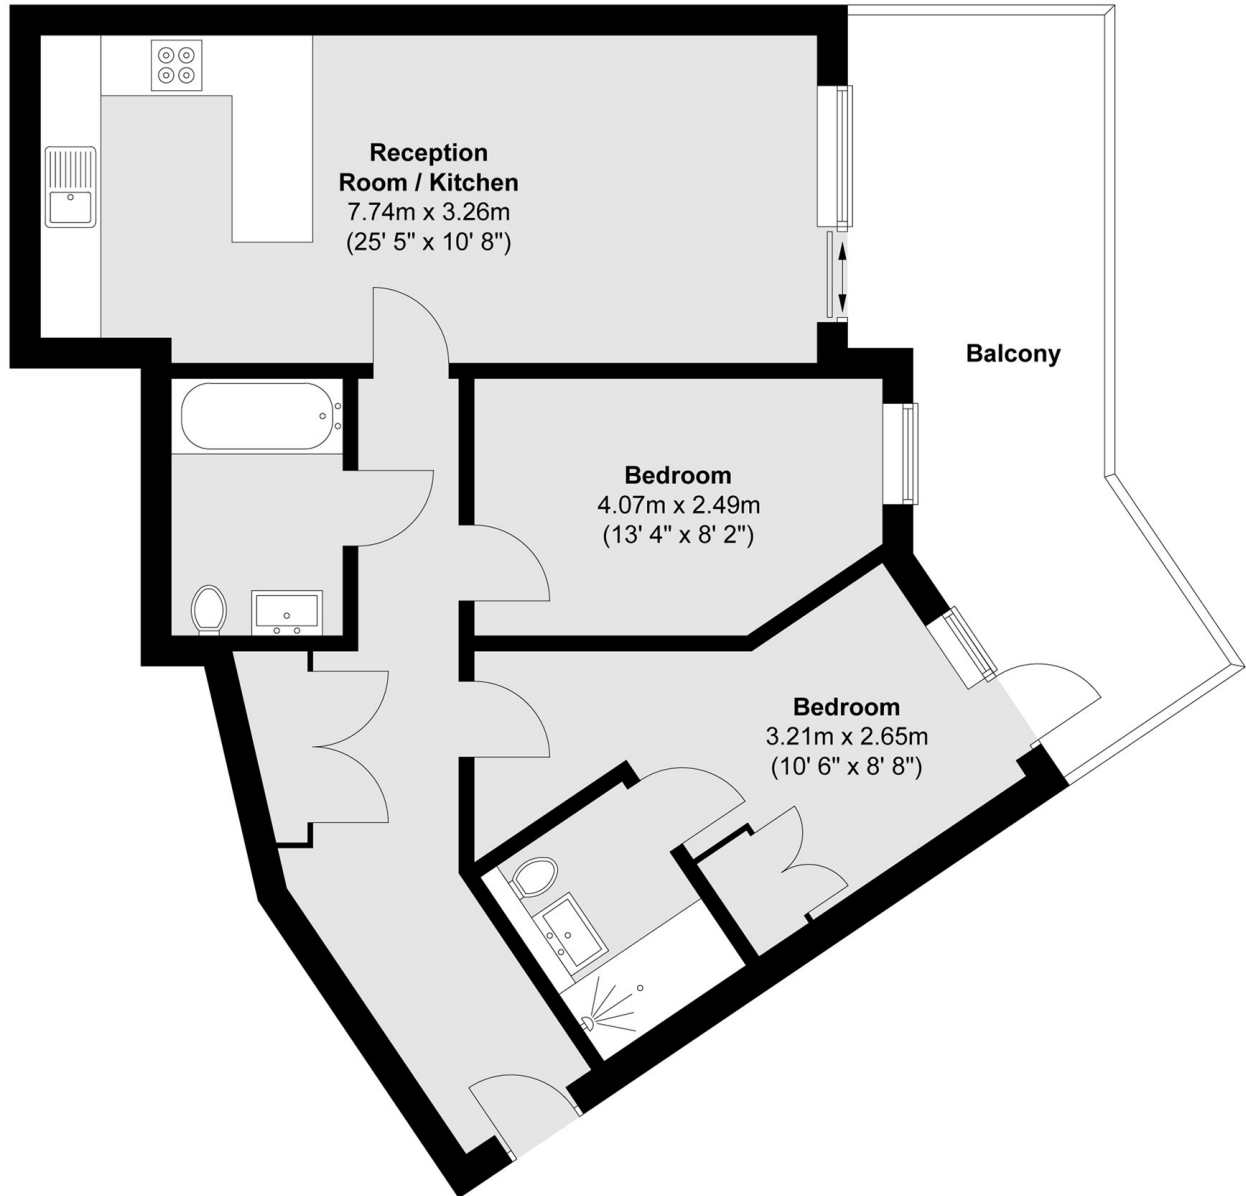 Reception
Room / Kitchen
7.74m x 3.26m
(25' 5" x 10' 8")
Balcony
Bedroom
4.07m x 2.49m
(13' 4" x 8' 2")
Bedroom
3.21m x 2.65m
(10' 6" x 8' 8")